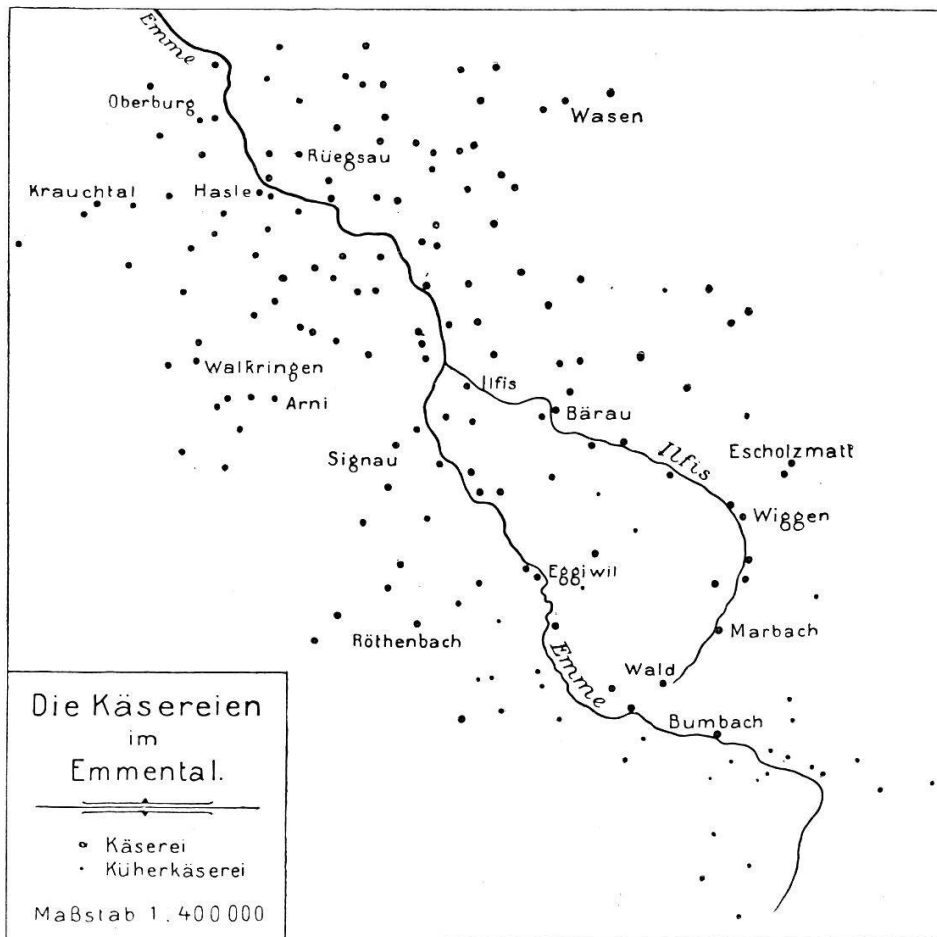 Emme
Oberburg
Wasen
Rüegsau
Krauchtal
Hasle
Walkringen
Ilfis
Arni
Bärau
Signau
Ilfis
Escholzmatt
Wiggen
Eggiwil
Röthenbach
Marbach
Emme
Wald
Bumbach
Die Käsereien
im
Emmental.
Käserei
Küherkäserei
Maßstab 1.400000